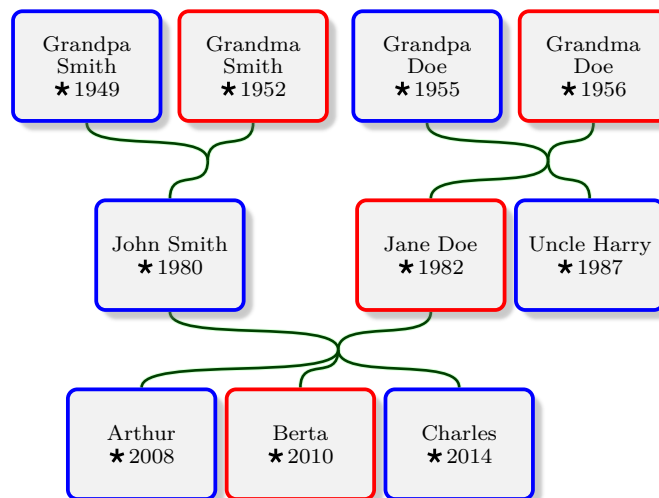 Grandpa
Smith
★1949
Grandma
Smith
★1952
Grandpa
Doe
★1955
Grandma
Doe
★1956
John Smith
★1980
Jane Doe
★1982
Uncle Harry
★1987
Arthur
★2008
Berta
★2010
Charles
★2014